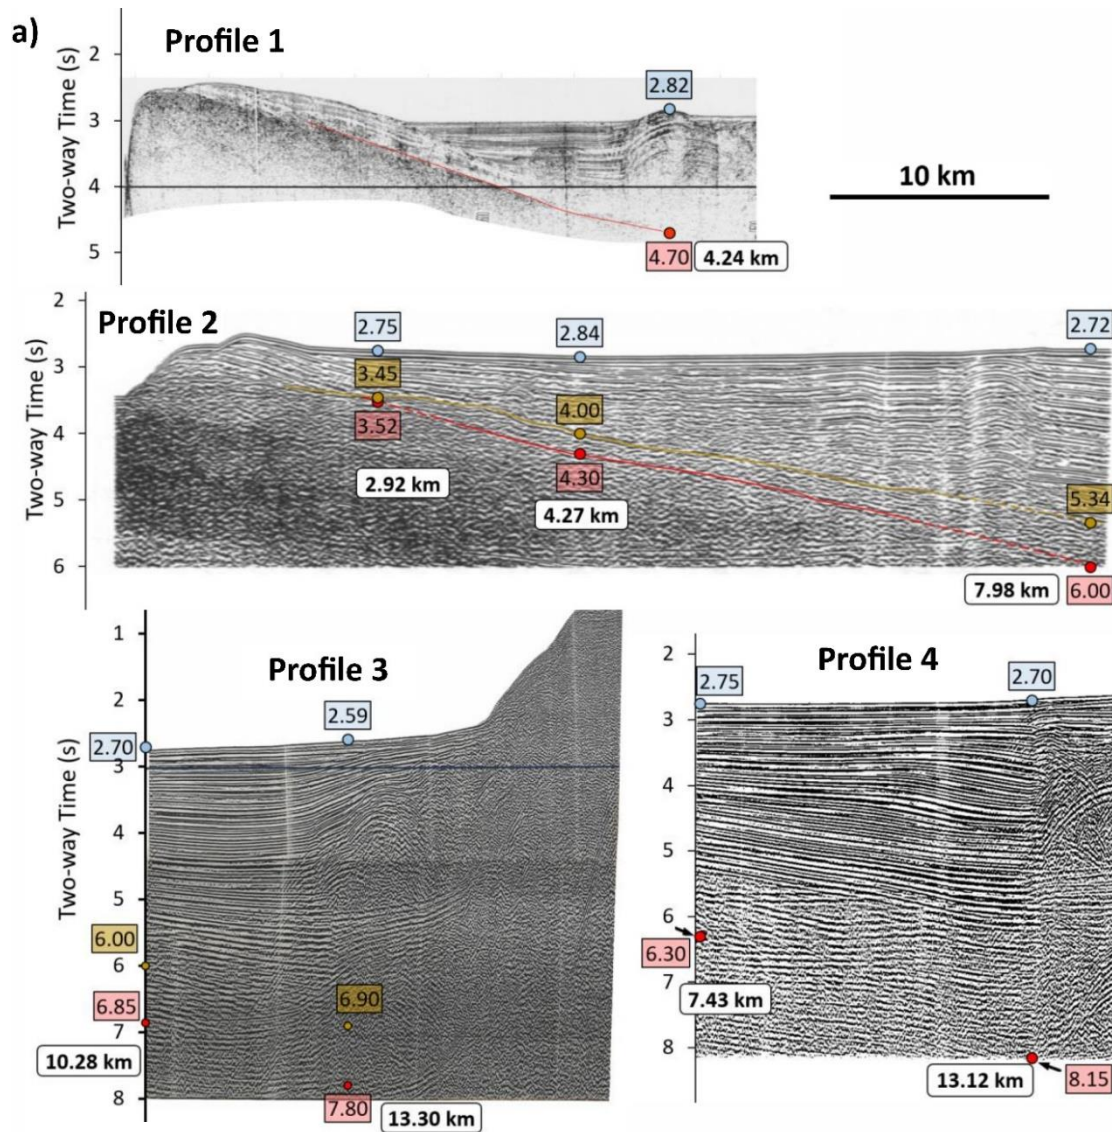 a)
Profile 1
Two-way Time (s)
2
3
4
5
2.82
10 km
4.70
4.24 km
Profile 2
Two-way Time (s)
2
3
4
5
6
2.75
2.84
2.72
3.45
4.00
3.52
4.30
5.34
2.92 km
4.27 km
7.98 km
6.00
Profile 3
Two-way Time (s)
1
2
3
4
5
6
7
8
2.59
2.70
6.00
6.85
6.90
10.28 km
7.80
13.30 km
Profile 4
2
3
4
5
6
7
8
2.75
2.70
6.30
7.43 km
13.12 km
8.15